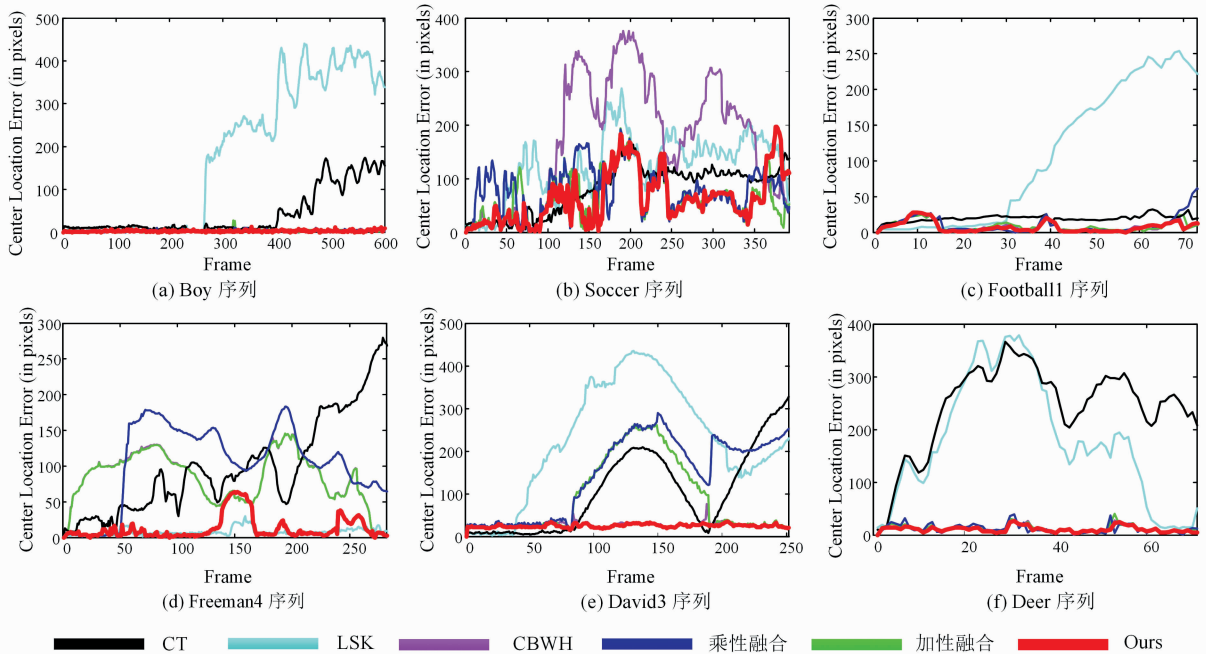 Center Location Error (in pixels)
500
400
300
200
100
0
0 100 200 300 400 500 600
Frame
(a) Boy 序列
Center Location Error (in pixels)
400
350
300
250
200
150
100
50
0
0 50 100 150 200 250 300 350
Frame
(b) Soccer 序列
Center Location Error (in pixels)
300
250
200
150
100
50
0
0 10 20 30 40 50 60 70
Frame
(c) Football1 序列
Center Location Error (in pixels)
300
250
200
150
100
50
0
0 50 100 150 200 250
Frame
(d) Freeman4 序列
Center Location Error (in pixels)
500
400
300
200
100
0
0 50 100 150 200 250
Frame
(e) David3 序列
Center Location Error (in pixels)
400
300
200
100
0
0 20 40 60
Frame
(f) Deer 序列
CT LSK CBWH 乘性融合 加性融合 Ours